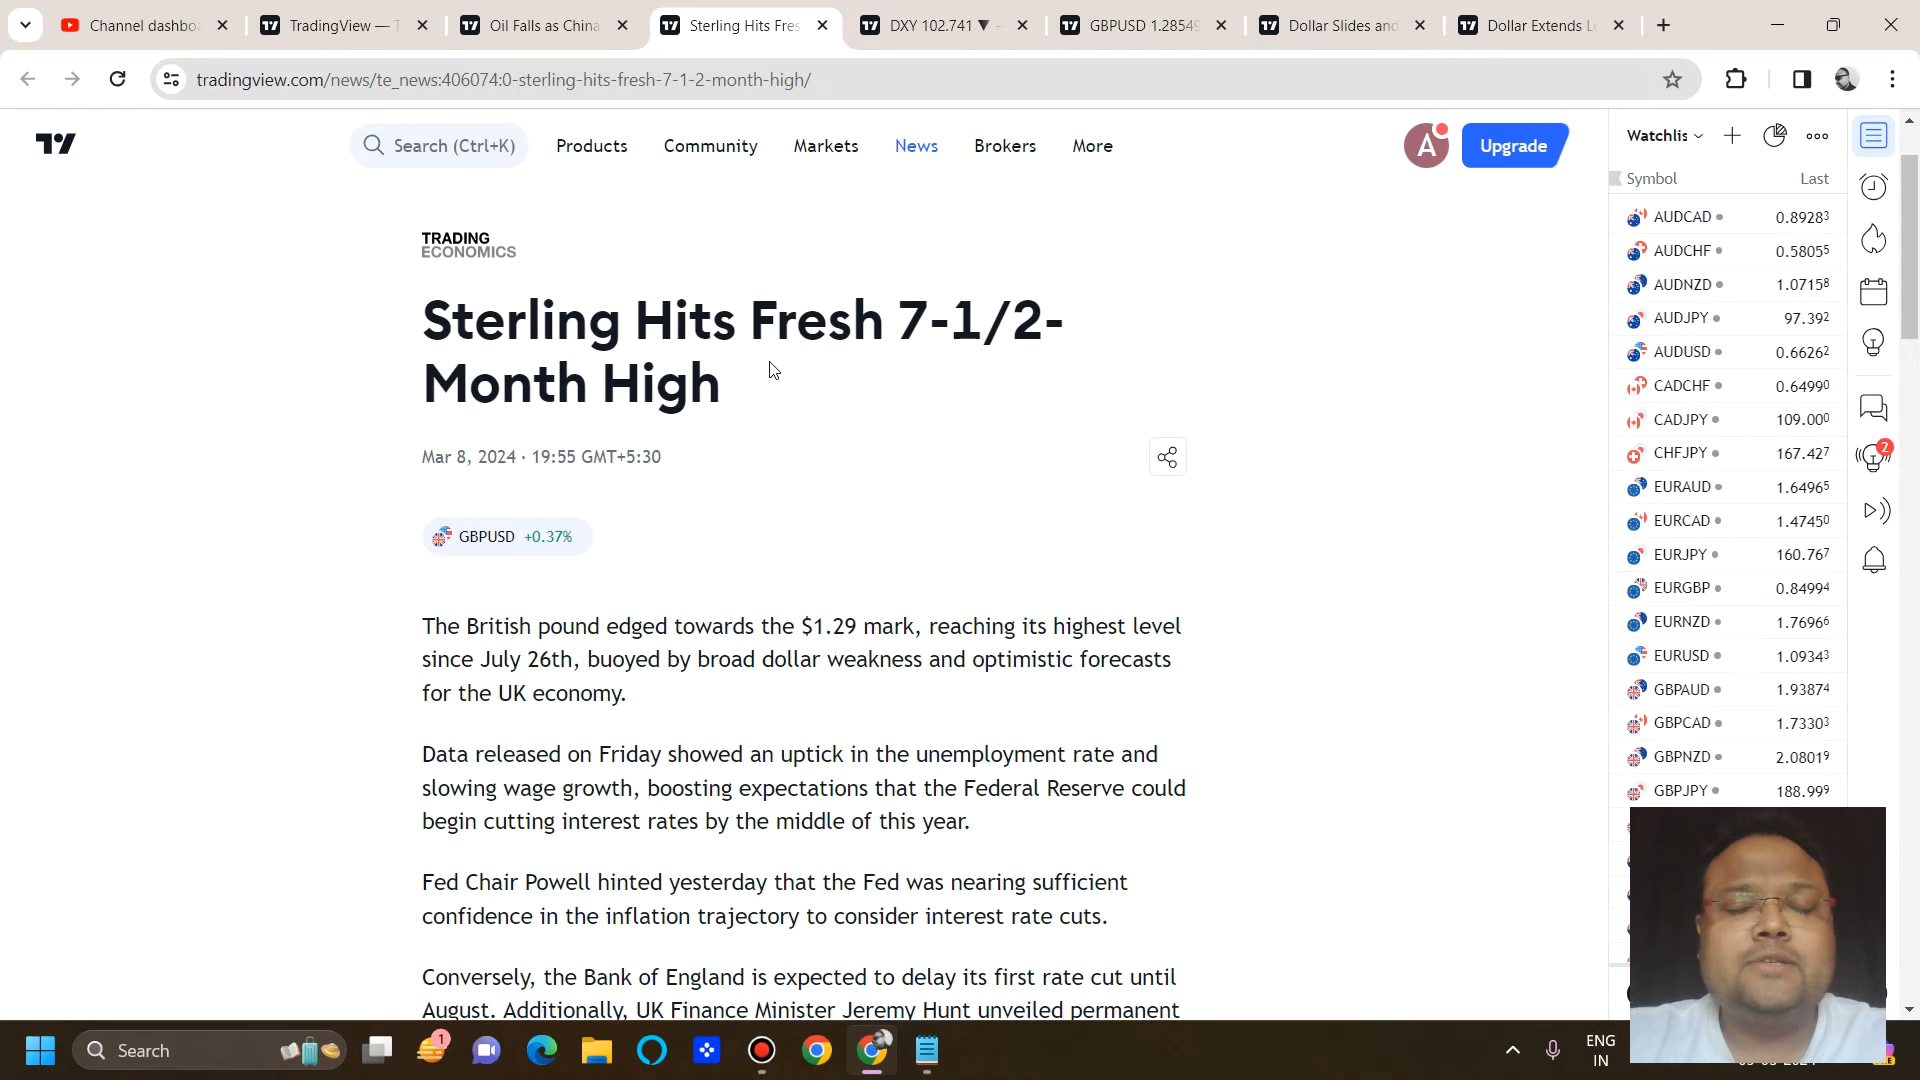 Channel dashbo
TradingView — T
Oil Falls as China
Sterling Hits Fres
DXY 102.741 ▼ -
GBPUSD 1.28549
Dollar Slides and
Dollar Extends Lo
tradingview.com/news/te_news:406074:0-sterling-hits-fresh-7-1-2-month-high/
Search (Ctrl+K)
Products
Community
Markets
News
Brokers
More
A
Upgrade
TRADING
ECONOMICS
Sterling Hits Fresh 7-1/2-
Month High
Mar 8, 2024 · 19:55 GMT+5:30
GBPUSD +0.37%
The British pound edged towards the $1.29 mark, reaching its highest level
since July 26th, buoyed by broad dollar weakness and optimistic forecasts
for the UK economy.
Data released on Friday showed an uptick in the unemployment rate and
slowing wage growth, boosting expectations that the Federal Reserve could
begin cutting interest rates by the middle of this year.
Fed Chair Powell hinted yesterday that the Fed was nearing sufficient
confidence in the inflation trajectory to consider interest rate cuts.
Conversely, the Bank of England is expected to delay its first rate cut until
August. Additionally, UK Finance Minister Jeremy Hunt unveiled permanent
Watchlis
Symbol Last
AUDCAD 0.89283
AUDCHF 0.58055
AUDNZD 1.07158
AUDJPY 97.392
AUDUSD 0.66262
CADCHF 0.64990
CADJPY 109.000
CHFJPY 167.427
EURAUD 1.64965
EURCAD 1.47450
EURJPY 160.767
EURGBP 0.84994
EURNZD 1.76966
EURUSD 1.09343
GBPAUD 1.93874
GBPCAD 1.73303
GBPNZD 2.08019
GBPJPY 188.999
2
Search
1
ENG
IN